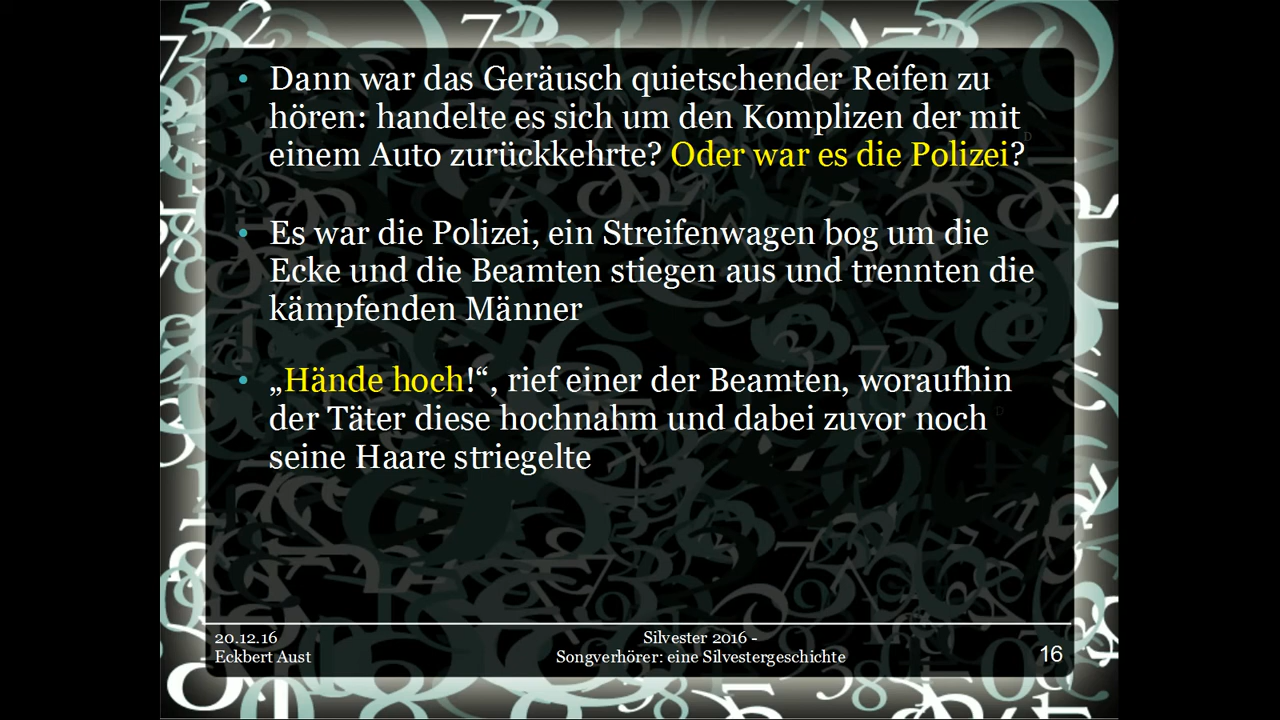 • Dann war das Geräusch quietschender Reifen zu
hören: handelte es sich um den Komplizen der mit
einem Auto zurückkehrte? Oder war es die Polizei?
• Es war die Polizei, ein Streifenwagen bog um die
Ecke und die Beamten stiegen aus und trennten die
kämpfenden Männer
• „Hände hoch!“, rief einer der Beamten, woraufhin
der Täter diese hochnahm und dabei zuvor noch
seine Haare striegelte
20.12.16
Eckbert Aust
Silvester 2016 -
Songverhörer: eine Silvestergeschichte
16